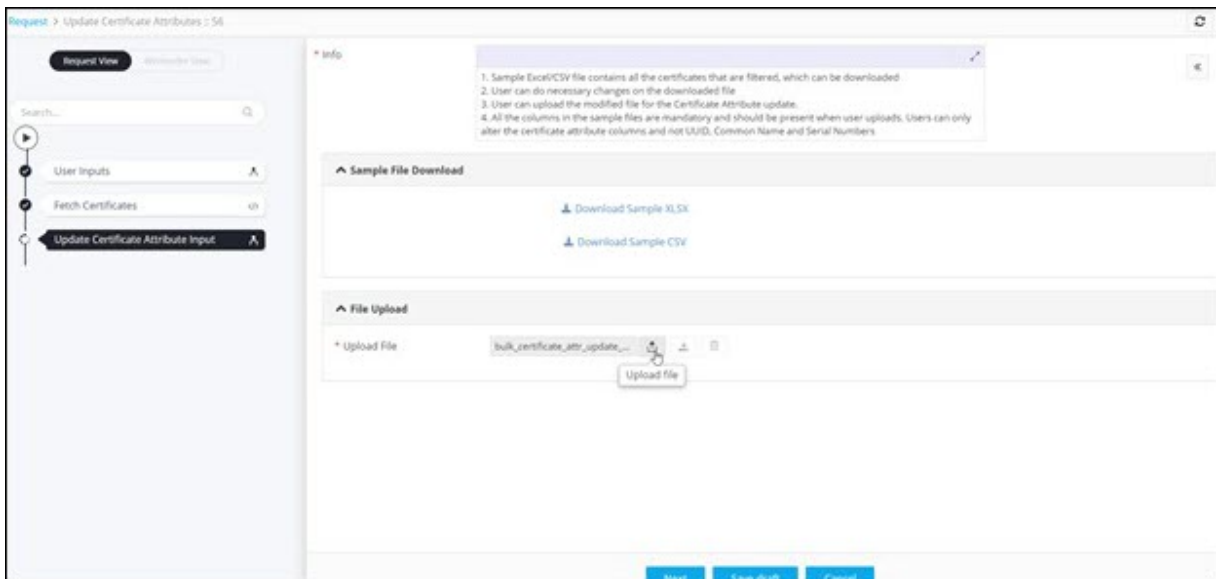 Request > Update Certificate Attributes :: 56
Request View
Search...
User Inputs
Fetch Certificates
Update Certificate Attribute Input
* Info
1. Sample Excel/CSV file contains all the certificates that are filtered, which can be downloaded
2. User can do necessary changes on the downloaded file
3. User can upload the modified file for the Certificate Attribute update.
4. All the columns in the sample files are mandatory and should be present when user uploads. Users can only
alter the certificate attribute columns and not UUID, Common Name and Serial Numbers
Sample File Download
Download Sample XLSX
Download Sample CSV
File Upload
* Upload File
bulk_certificate_attr_update_...
Upload file
Next
Save draft
Cancel